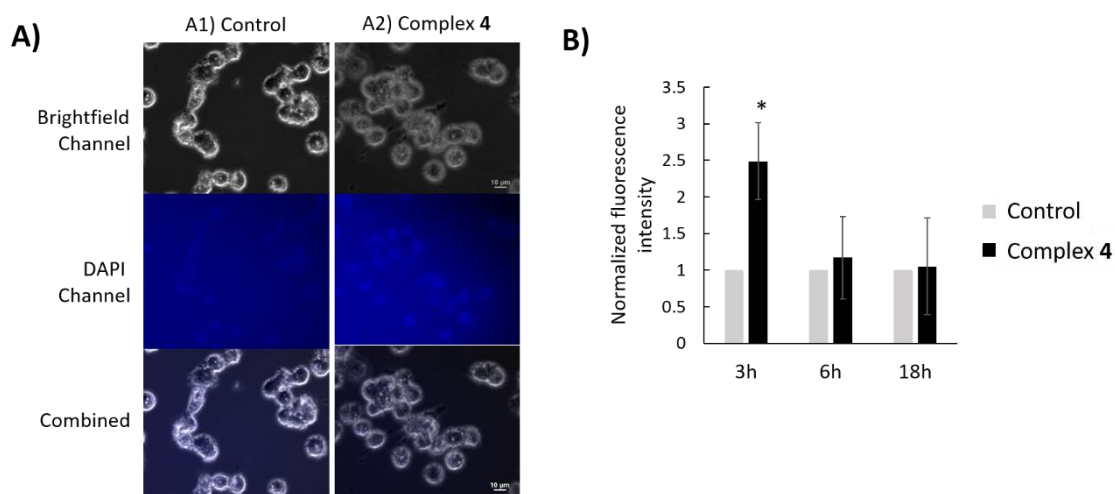 A)
A1) Control
A2) Complex 4
Brightfield
Channel
10 µm
DAPI
Channel
Combined
10 µm
B)
Normalized fluorescence
intensity
3.5
3
2.5
2
1.5
1
0.5
0
*
3h
6h
18h
Control
Complex 4